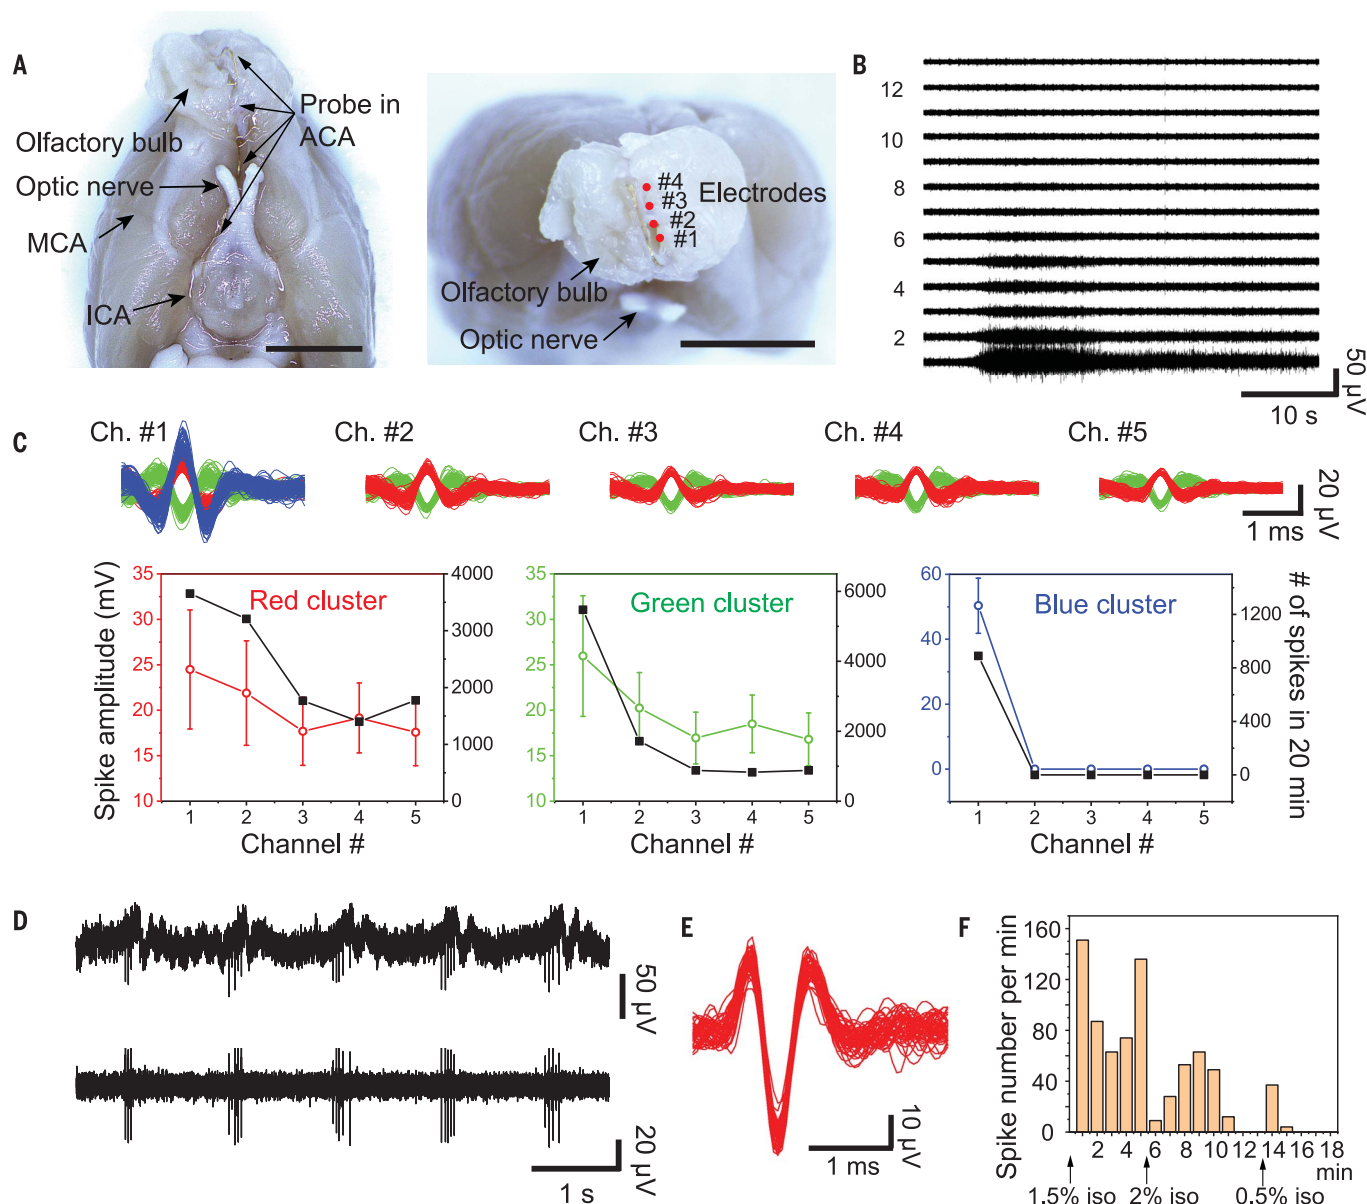 A
Probe in
ACA
Olfactory bulb
Optic nerve
MCA
ICA
#4
#3
#2
#1
Electrodes
Olfactory bulb
Optic nerve
B
12
10
8
6
4
2
50 µV
10 s
C
Ch. #1
Ch. #2
Ch. #3
Ch. #4
Ch. #5
20 µV
1 ms
Spike amplitude (mV)
35
30
25
20
15
10
Red cluster
4000
3000
2000
1000
0
1 2 3 4 5
Channel #
35
30
25
20
15
10
Green cluster
6000
4000
2000
0
1 2 3 4 5
Channel #
60
40
20
0
Blue cluster
1200
800
400
0
# of spikes in 20 min
1 2 3 4 5
Channel #
D
50 µV
20 µV
1 s
E
10 µV
1 ms
F
Spike number per min
160
120
80
40
0
2 4 6 8 10 12 14 16 18
min
1.5% iso
2% iso
0.5% iso